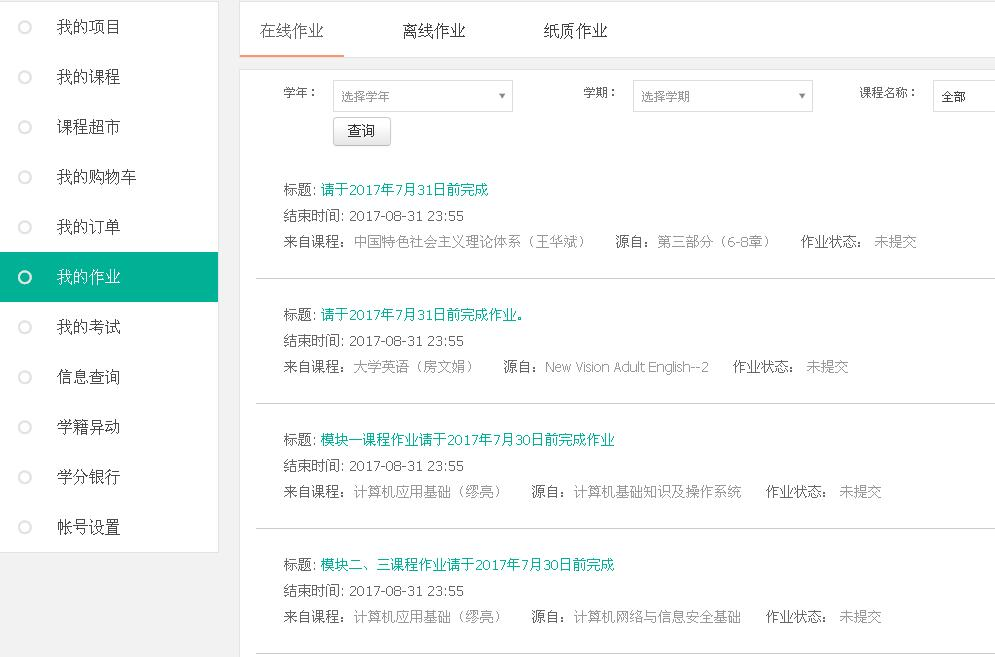 我的项目
我的课程
课程超市
我的购物车
我的订单
我的作业
我的考试
信息查询
学籍异动
学分银行
帐号设置
在线作业 离线作业 纸质作业
学年： 选择学年 学期： 选择学期 课程名称： 全部
查询
标题: 请于2017年7月31日前完成
结束时间: 2017-08-31 23:55
来自课程: 中国特色社会主义理论体系（王华斌） 源自: 第三部分（6-8章） 作业状态: 未提交
标题: 请于2017年7月31日前完成作业。
结束时间: 2017-08-31 23:55
来自课程: 大学英语（房文娟） 源自: New Vision Adult English--2 作业状态: 未提交
标题: 模块一课程作业请于2017年7月30日前完成作业
结束时间: 2017-08-31 23:55
来自课程: 计算机应用基础（缪亮） 源自: 计算机基础知识及操作系统 作业状态: 未提交
标题: 模块二、三课程作业请于2017年7月30日前完成
结束时间: 2017-08-31 23:55
来自课程: 计算机应用基础（缪亮） 源自: 计算机网络与信息安全基础 作业状态: 未提交